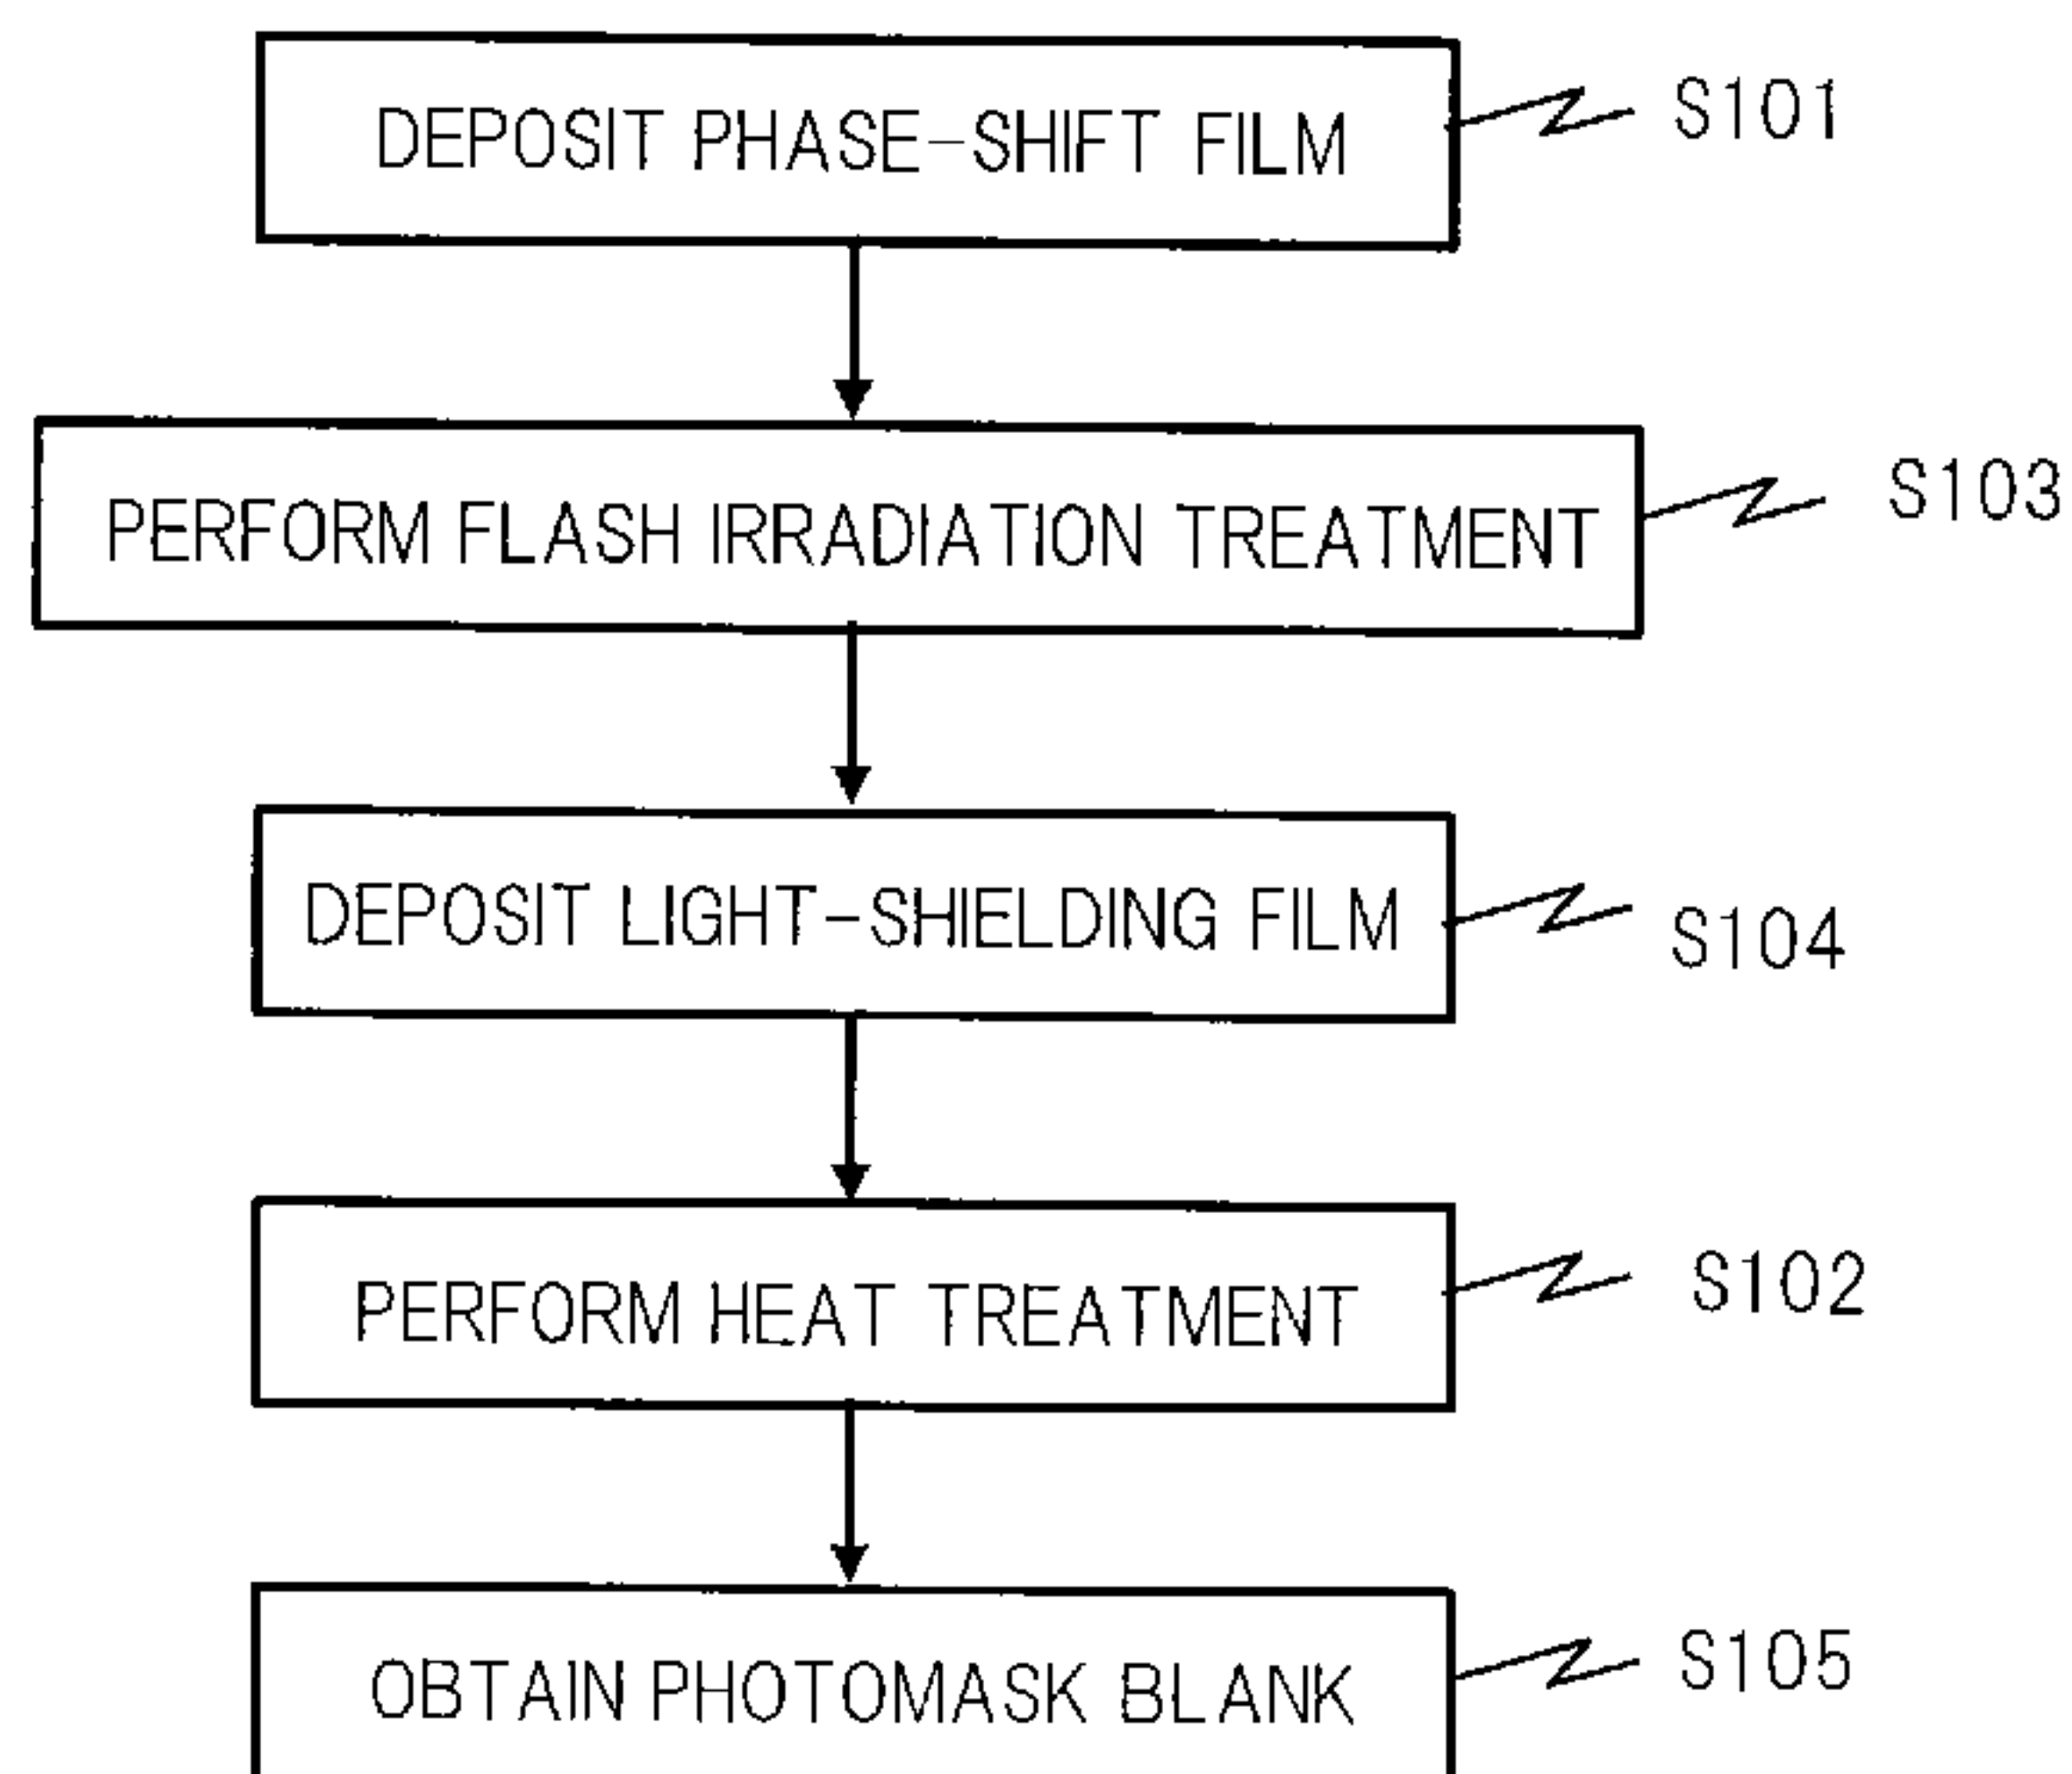 DEPOSIT PHASE-SHIFT FILM
S101
PERFORM FLASH IRRADIATION TREATMENT
S103
DEPOSIT LIGHT-SHIELDING FILM
S104
PERFORM HEAT TREATMENT
S102
OBTAIN PHOTOMASK BLANK
S105